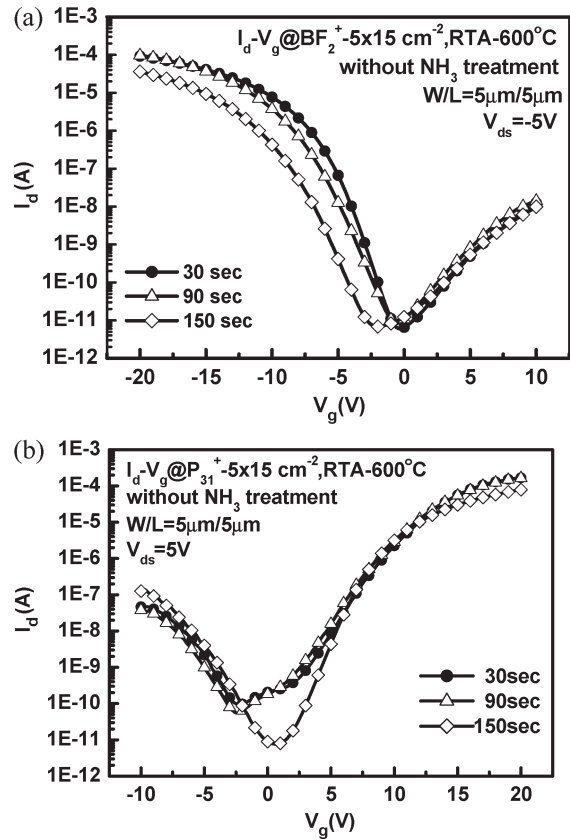 (a)
I_d-V_g@BF₂⁺-5x15 cm⁻²,RTA-600°C
without NH₃ treatment
W/L=5μm/5μm
V_ds=-5V
1E-3
1E-4
1E-5
1E-6
1E-7
1E-8
1E-9
1E-10
1E-11
1E-12
I_d(A)
30 sec
90 sec
150 sec
-20 -15 -10 -5 0 5 10
V_g(V)
(b)
I_d-V_g@P₃₁⁺-5x15 cm⁻²,RTA-600°C
without NH₃ treatment
W/L=5μm/5μm
V_ds=5V
1E-3
1E-4
1E-5
1E-6
1E-7
1E-8
1E-9
1E-10
1E-11
1E-12
I_d(A)
30sec
90sec
150sec
-10 -5 0 5 10 15 20
V_g(V)